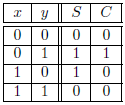 x y S C
0 0 0 0
0 1 1 1
1 0 1 0
1 1 0 0